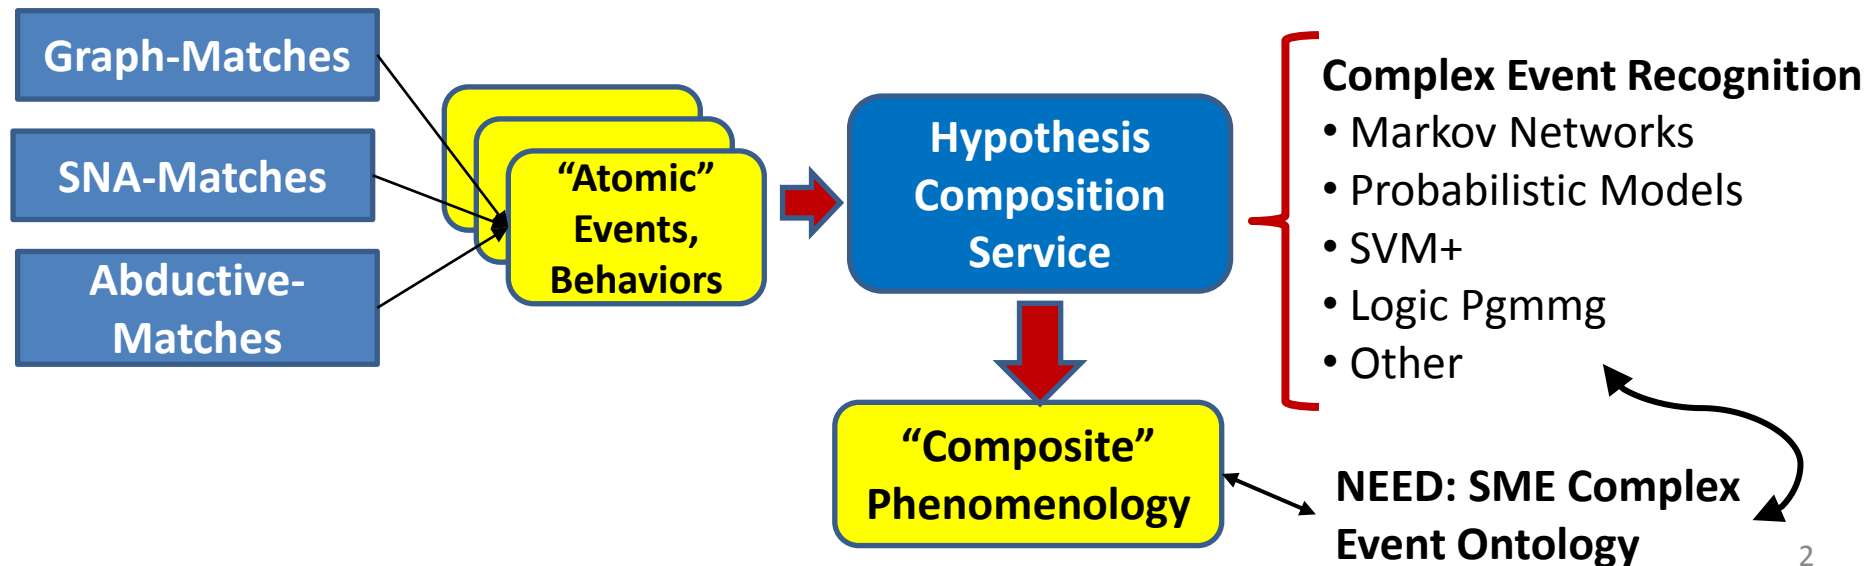 Graph-Matches
SNA-Matches
Abductive-
Matches
“Atomic”
Events,
Behaviors
Hypothesis
Composition
Service
Complex Event Recognition
• Markov Networks
• Probabilistic Models
• SVM+
• Logic Pgmmg
• Other
“Composite”
Phenomenology
NEED: SME Complex
Event Ontology
2